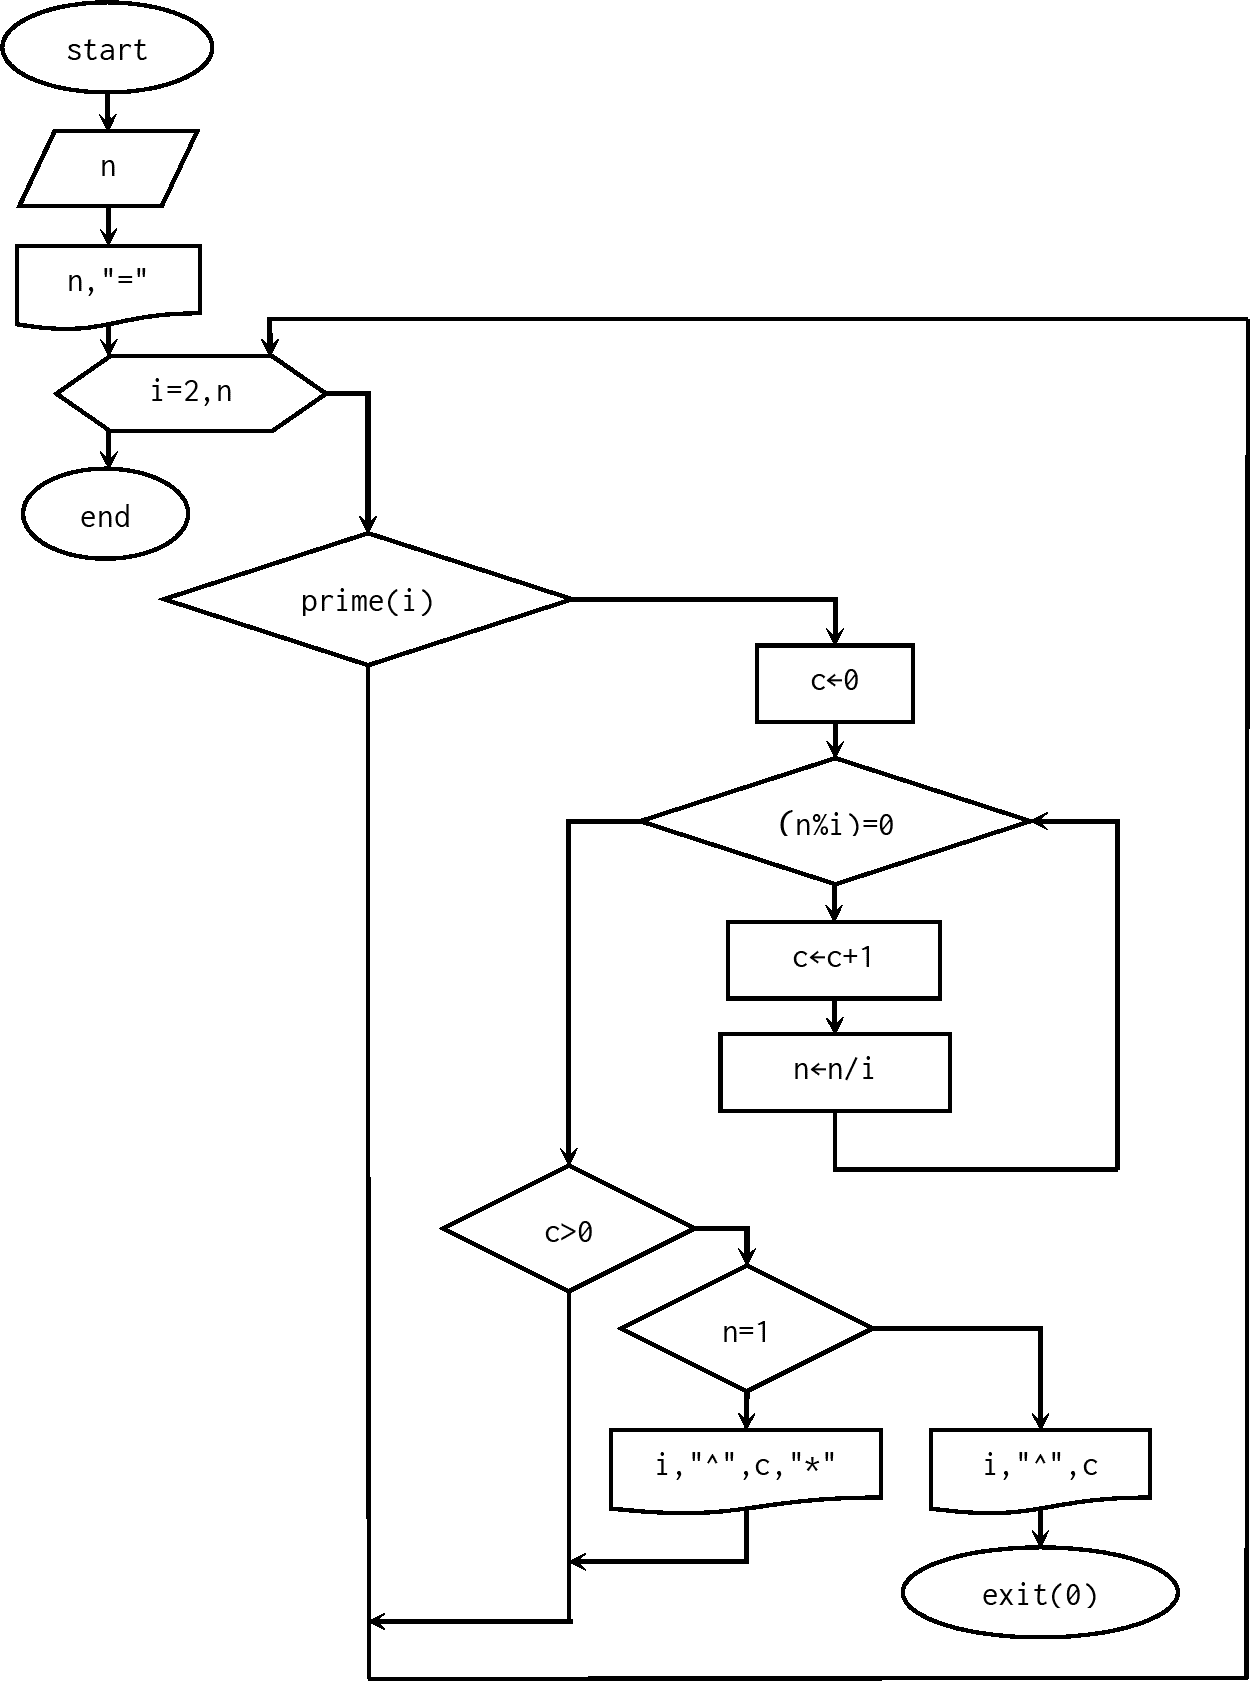 start
n
n,"="
i=2,n
end
prime(i)
c←0
(n%i)=0
c←c+1
n←n/i
c>0
n=1
i,"^",c,"*"
i,"^",c
exit(0)